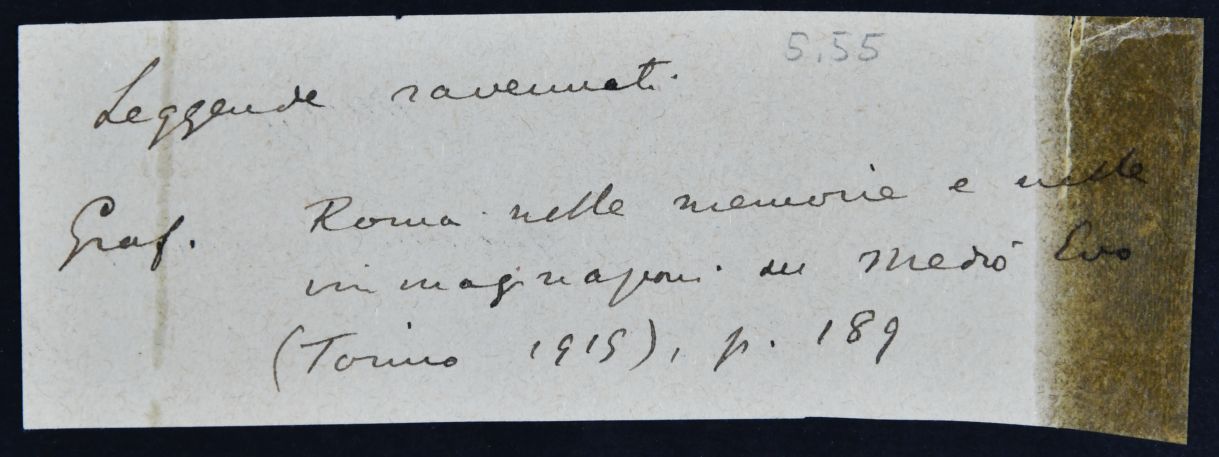 5.55
Leggende ravennati
Graf. Roma nelle memorie e nelle
immaginazioni del Medio Evo
(Torino 1915), p. 189